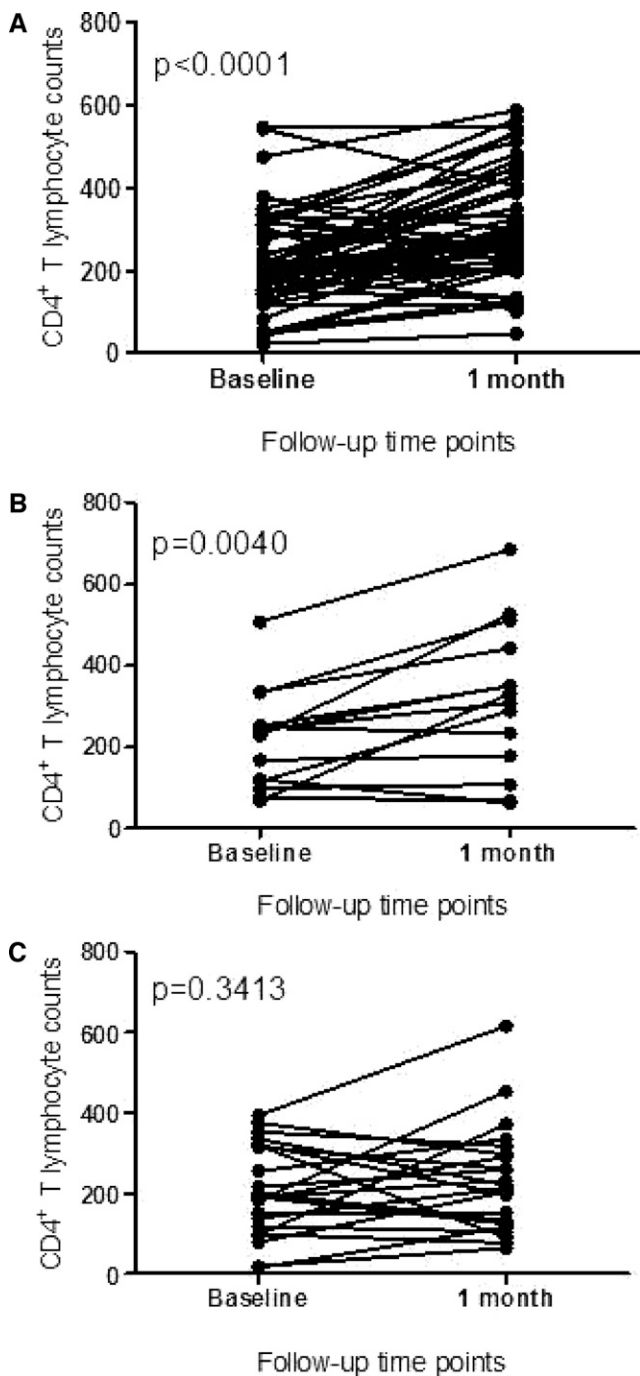 A
p<0.0001
CD4+ T lymphocyte counts
800
600
400
200
0
Baseline
1 month
Follow-up time points
B
p=0.0040
CD4+ T lymphocyte counts
800
600
400
200
0
Baseline
1 month
Follow-up time points
C
p=0.3413
CD4+ T lymphocyte counts
800
600
400
200
0
Baseline
1 month
Follow-up time points